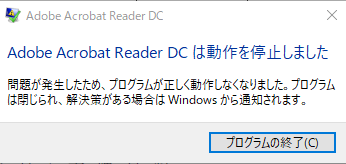 Adobe Acrobat Reader DC
Adobe Acrobat Reader DC は動作を停止しました
問題が発生したため、プログラムが正しく動作しなくなりました。プログラム
は閉じられ、解決策がある場合は Windows から通知されます。
プログラムの終了(C)